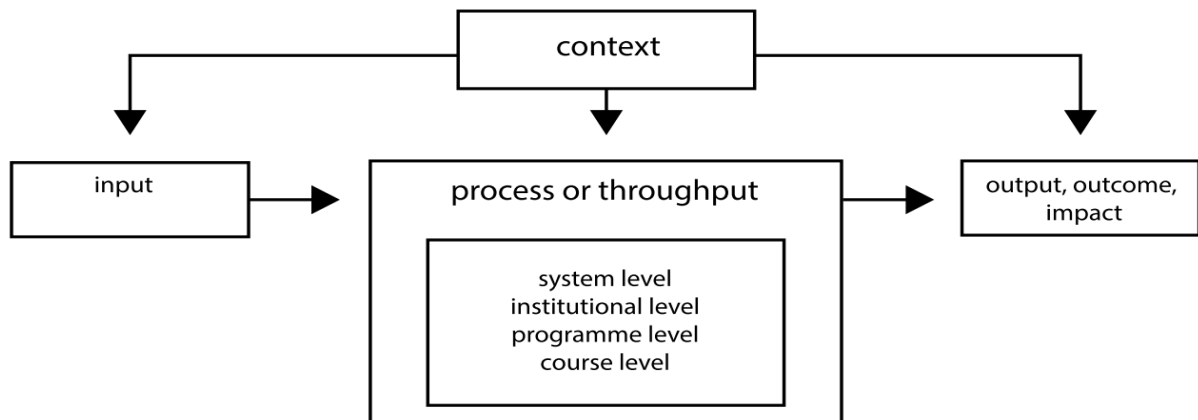 context
input
process or throughput
output, outcome,
impact
system level
institutional level
programme level
course level